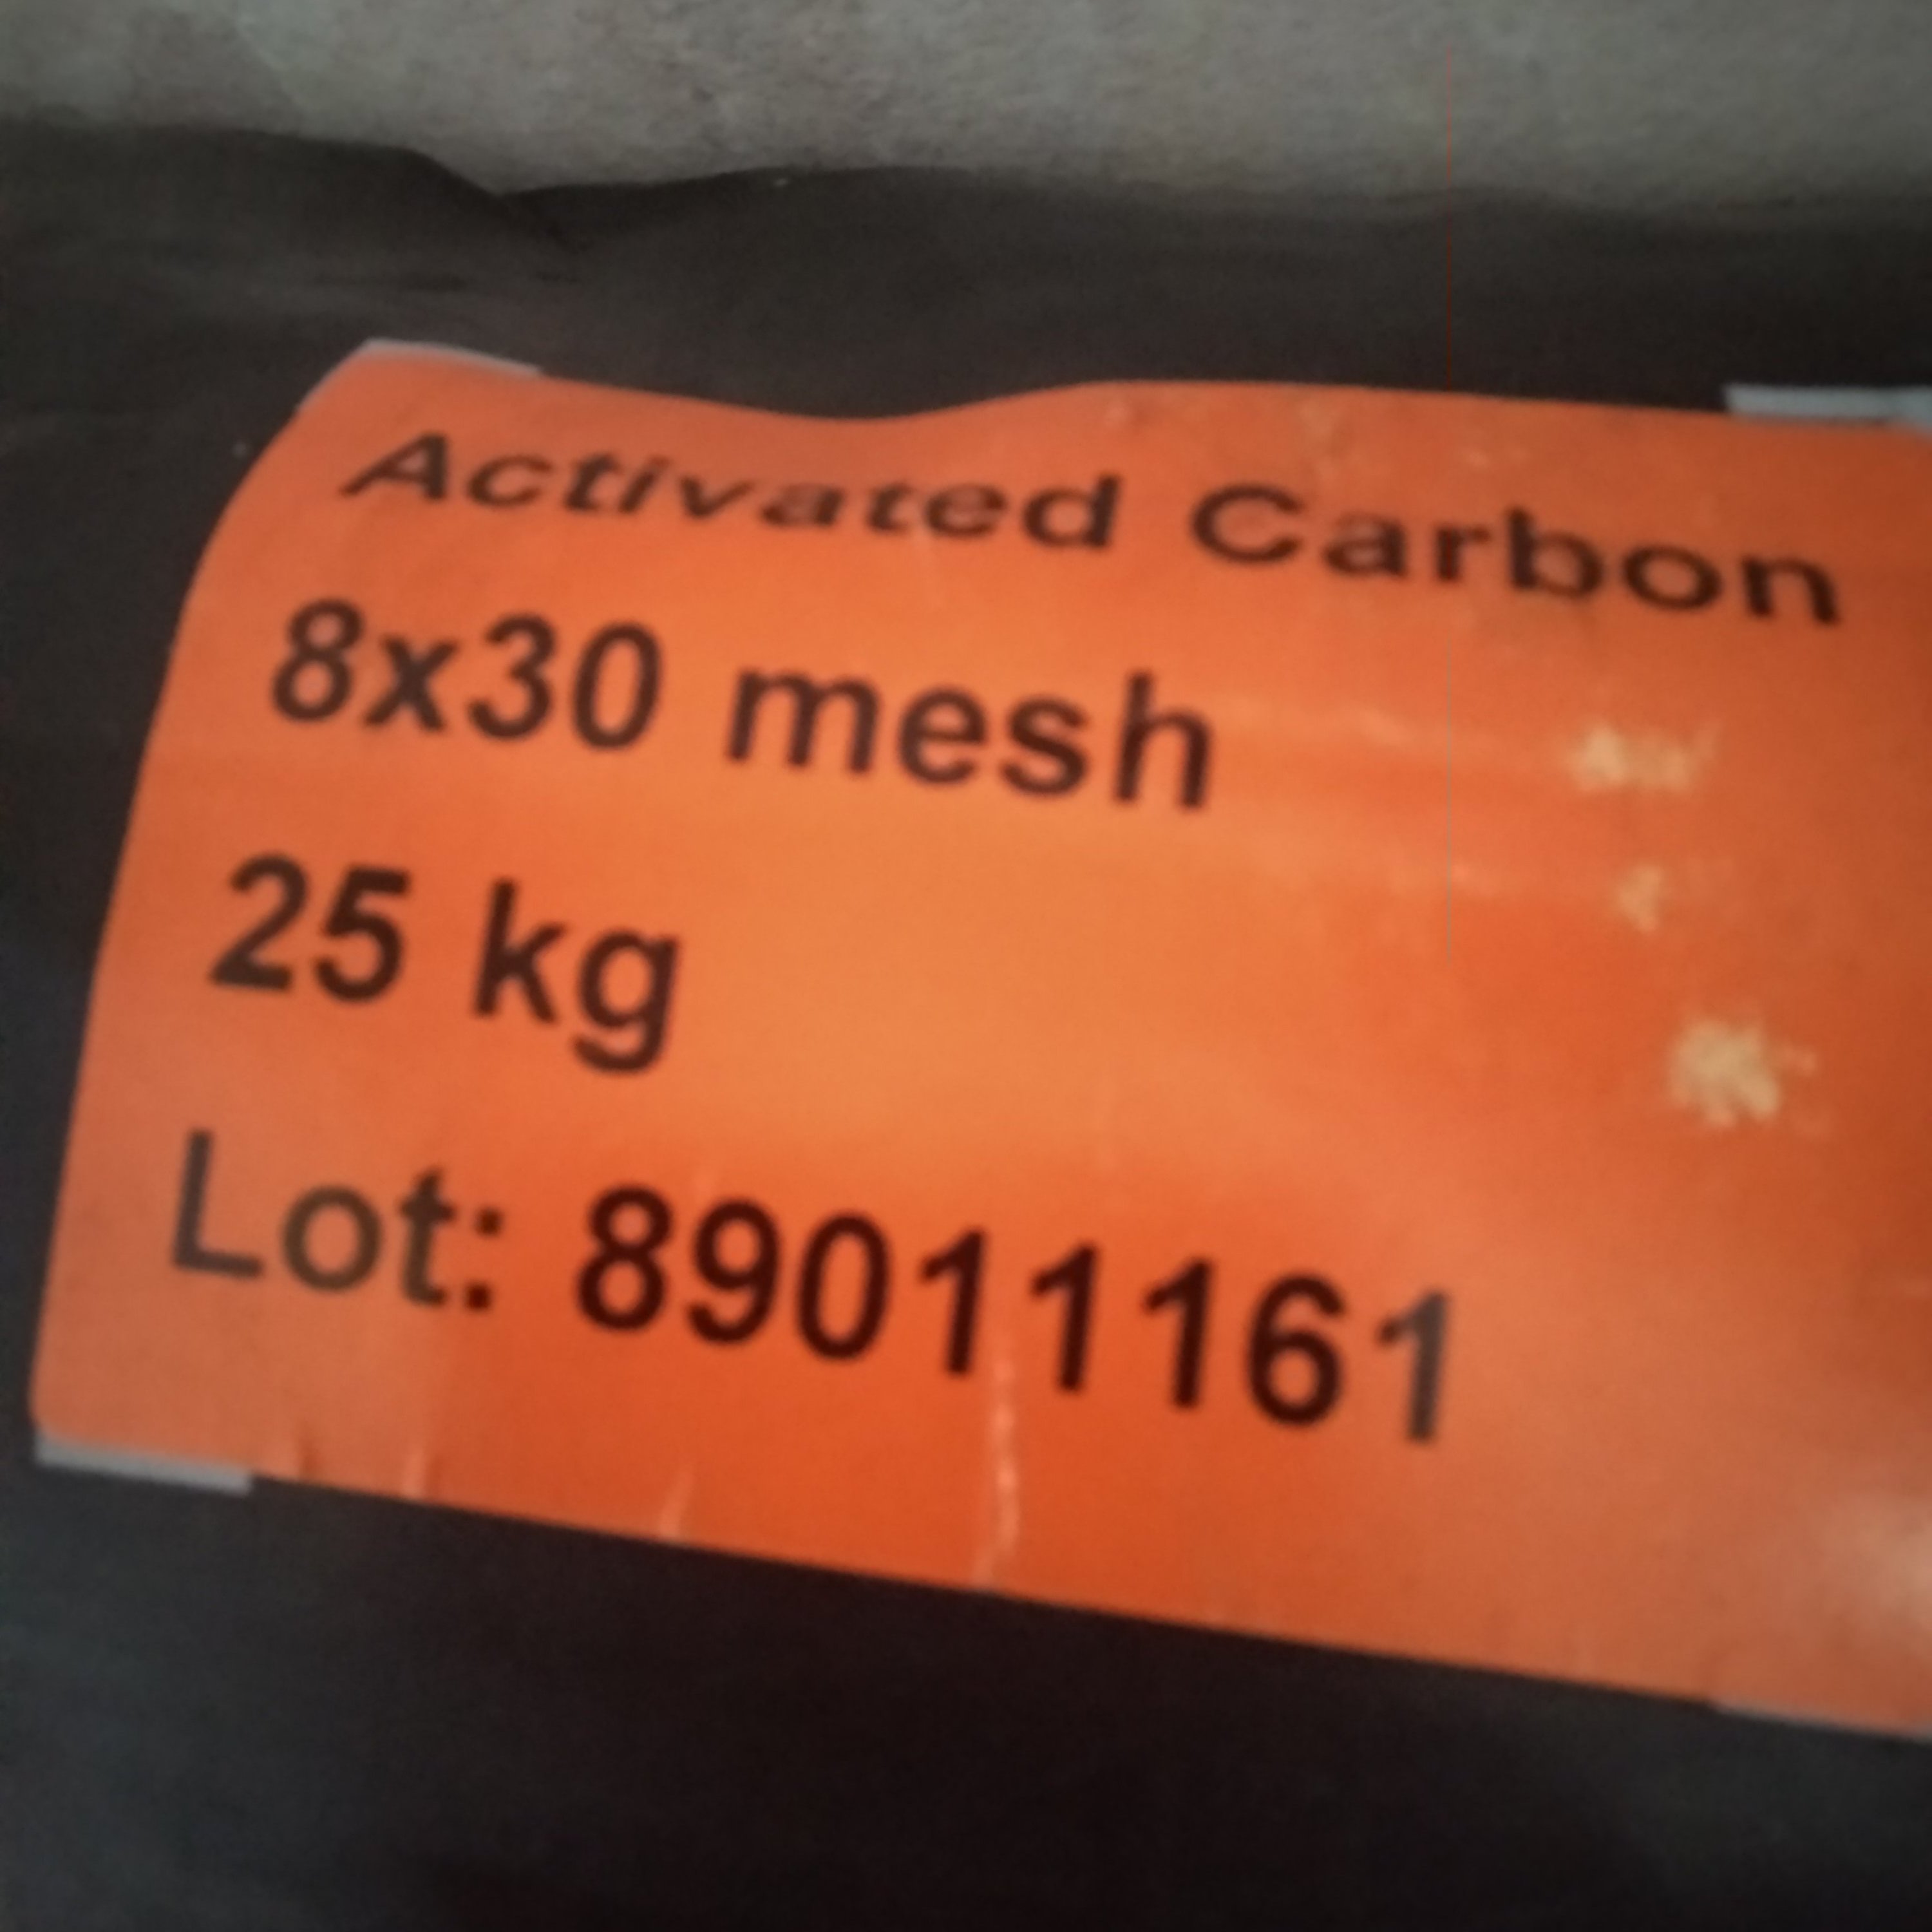 Activated Carbon
8x30 mesh
25 kg
Lot: 89011161